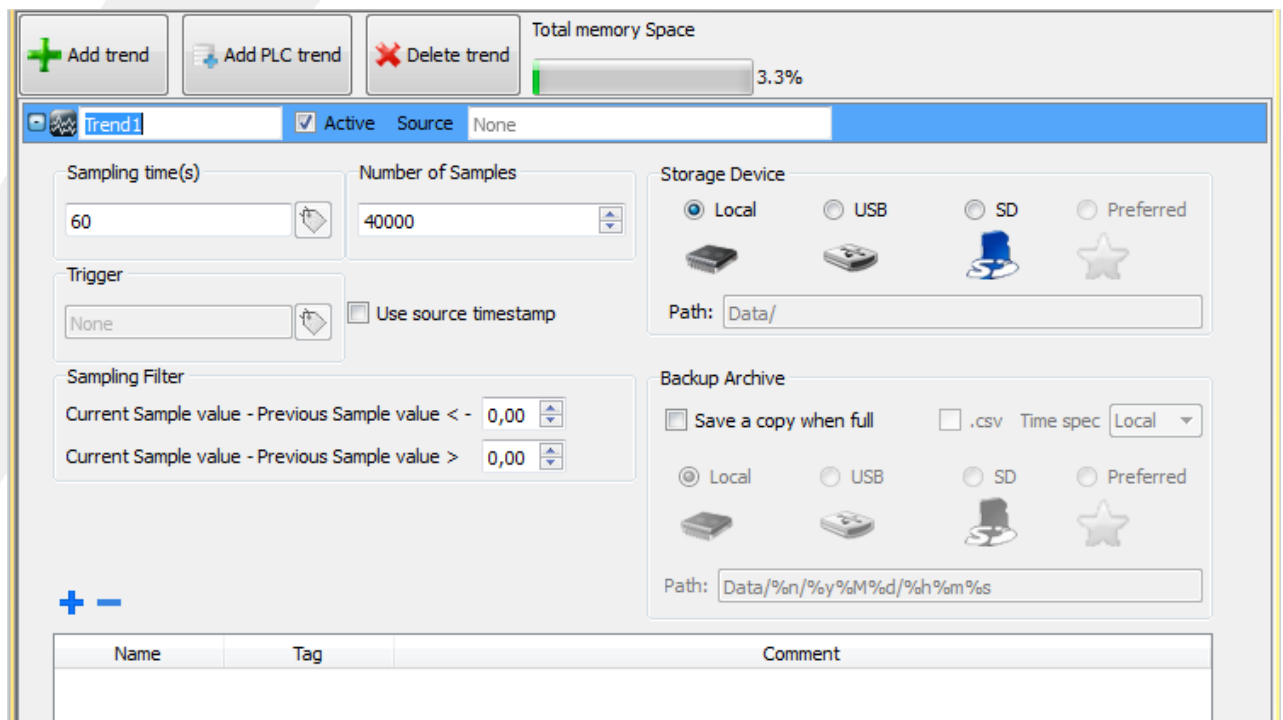 Add trend
Add PLC trend
Delete trend
Total memory Space
3.3%
Trend1
Active
Source
None
Sampling time(s)
60
Number of Samples
40000
Trigger
None
Use source timestamp
Sampling Filter
Current Sample value - Previous Sample value < - 0,00
Current Sample value - Previous Sample value > 0,00
Storage Device
Local
USB
SD
Preferred
Path: Data/
Backup Archive
Save a copy when full
.csv
Time spec
Local
Local
USB
SD
Preferred
Path: Data/%n/%y%M%d/%h%m%s
Name
Tag
Comment